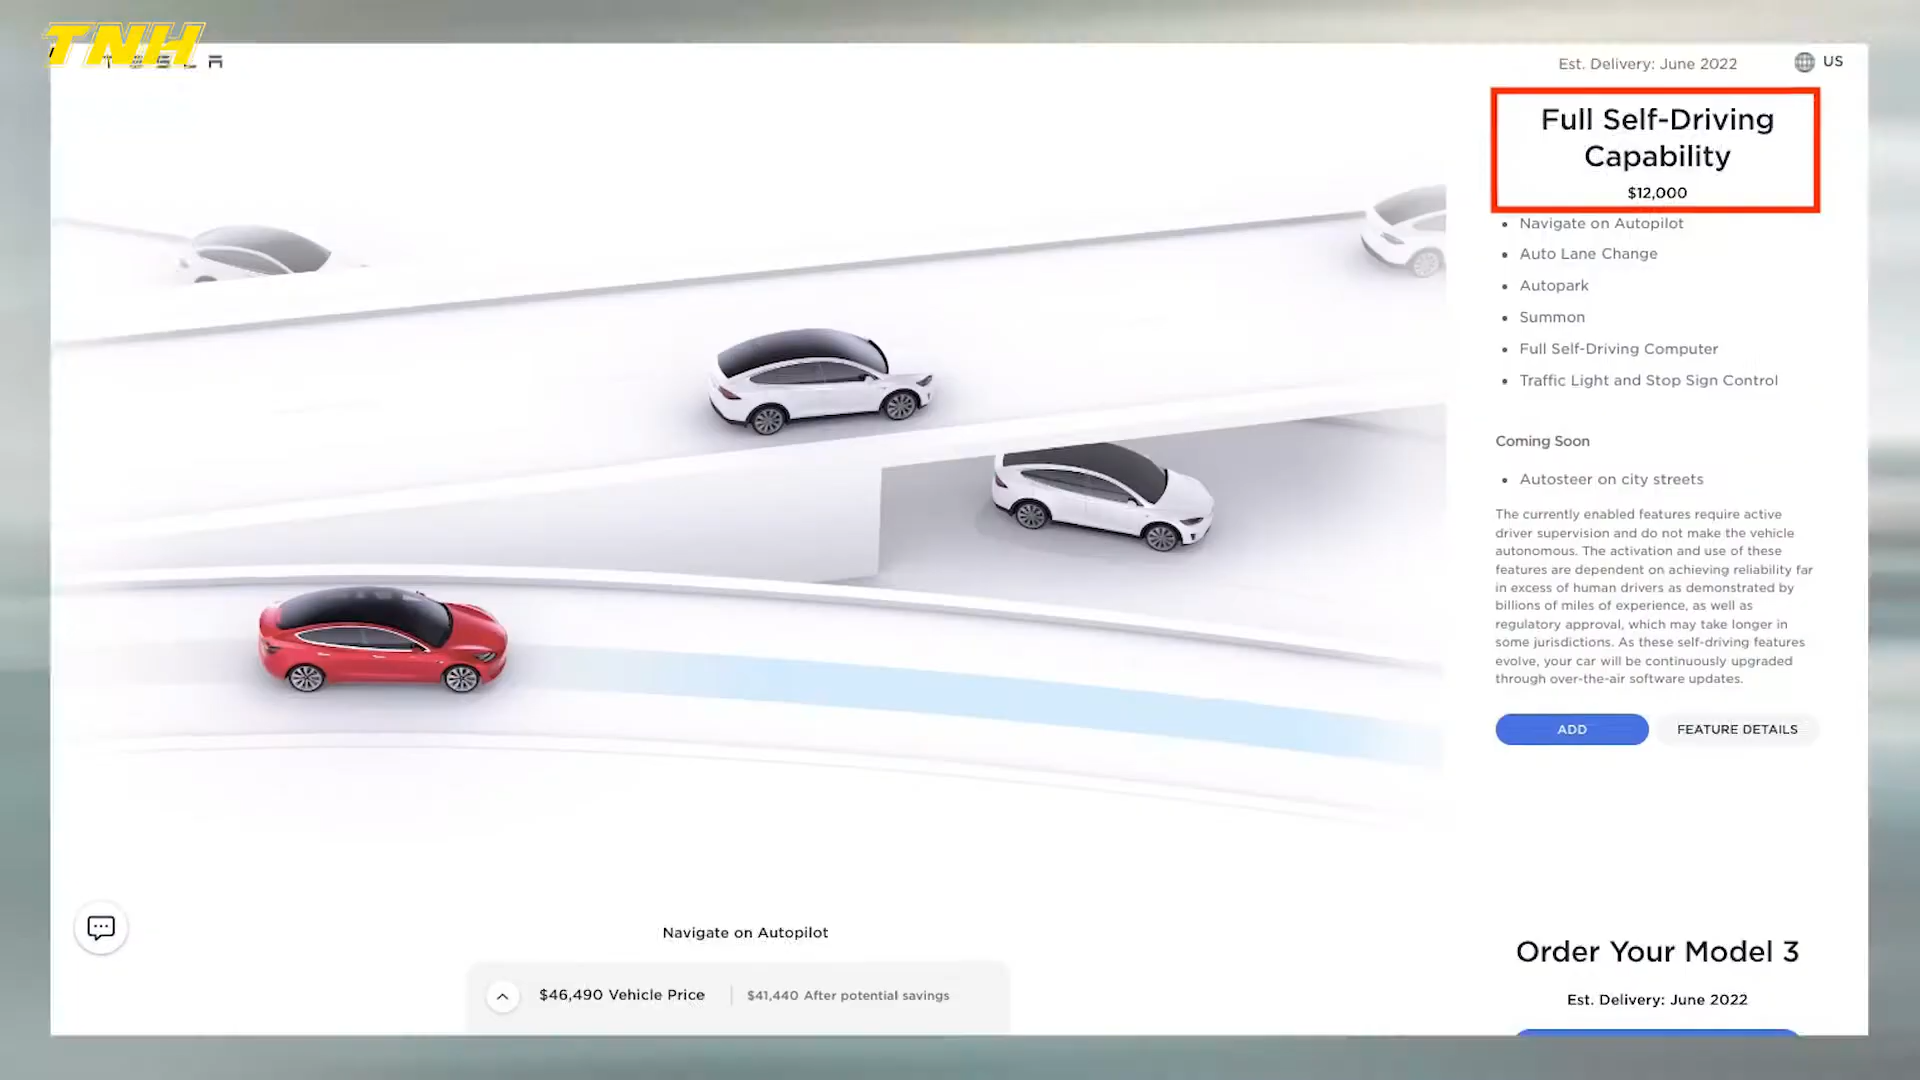 TNH
TESLA
Est. Delivery: June 2022
US
Full Self-Driving
Capability
$12,000
• Navigate on Autopilot
• Auto Lane Change
• Autopark
• Summon
• Full Self-Driving Computer
• Traffic Light and Stop Sign Control
Coming Soon
• Autosteer on city streets
The currently enabled features require active
driver supervision and do not make the vehicle
autonomous. The activation and use of these
features are dependent on achieving reliability far
in excess of human drivers as demonstrated by
billions of miles of experience, as well as
regulatory approval, which may take longer in
some jurisdictions. As these self-driving features
evolve, your car will be continuously upgraded
through over-the-air software updates.
ADD
FEATURE DETAILS
Navigate on Autopilot
$46,490 Vehicle Price
$41,440 After potential savings
Order Your Model 3
Est. Delivery: June 2022